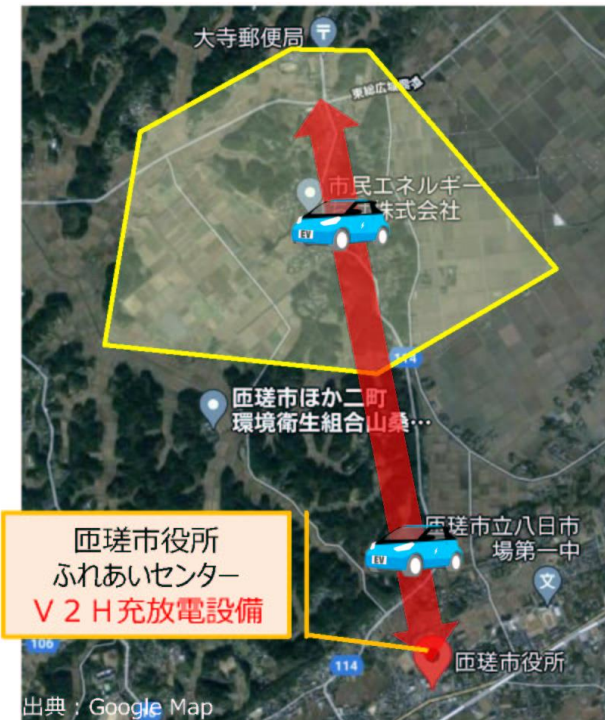 大寺郵便局
東総広域農道
市民エネルギー
株式会社
EV
114
匝瑳市ほか二町
環境衛生組合山桑…
匝瑳市役所
ふれあいセンター
V2H充放電設備
匝瑳市立八日市
場第一中
EV
文
106
114
匝瑳市役所
出典:Google Map